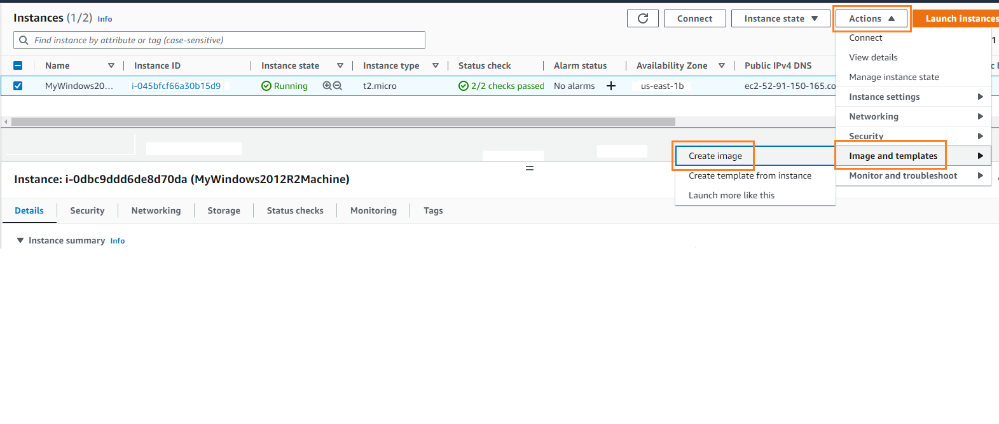 Instances (1/2) Info
Connect
Instance state
Actions
Launch instances
Find instance by attribute or tag (case-sensitive)
1
Name
Instance ID
Instance state
Instance type
Status check
Alarm status
Availability Zone
Public IPv4 DNS
MyWindows20...
i-045bfcf66a30b15d9
Running
t2.micro
2/2 checks passed
No alarms
us-east-1b
ec2-52-91-150-165.co
Connect
View details
Manage instance state
Instance settings
Networking
Security
Image and templates
Monitor and troubleshoot
Create image
Create template from instance
Launch more like this
Instance: i-0dbc9ddd6de8d70da (MyWindows2012R2Machine)
Details
Security
Networking
Storage
Status checks
Monitoring
Tags
Instance summary Info